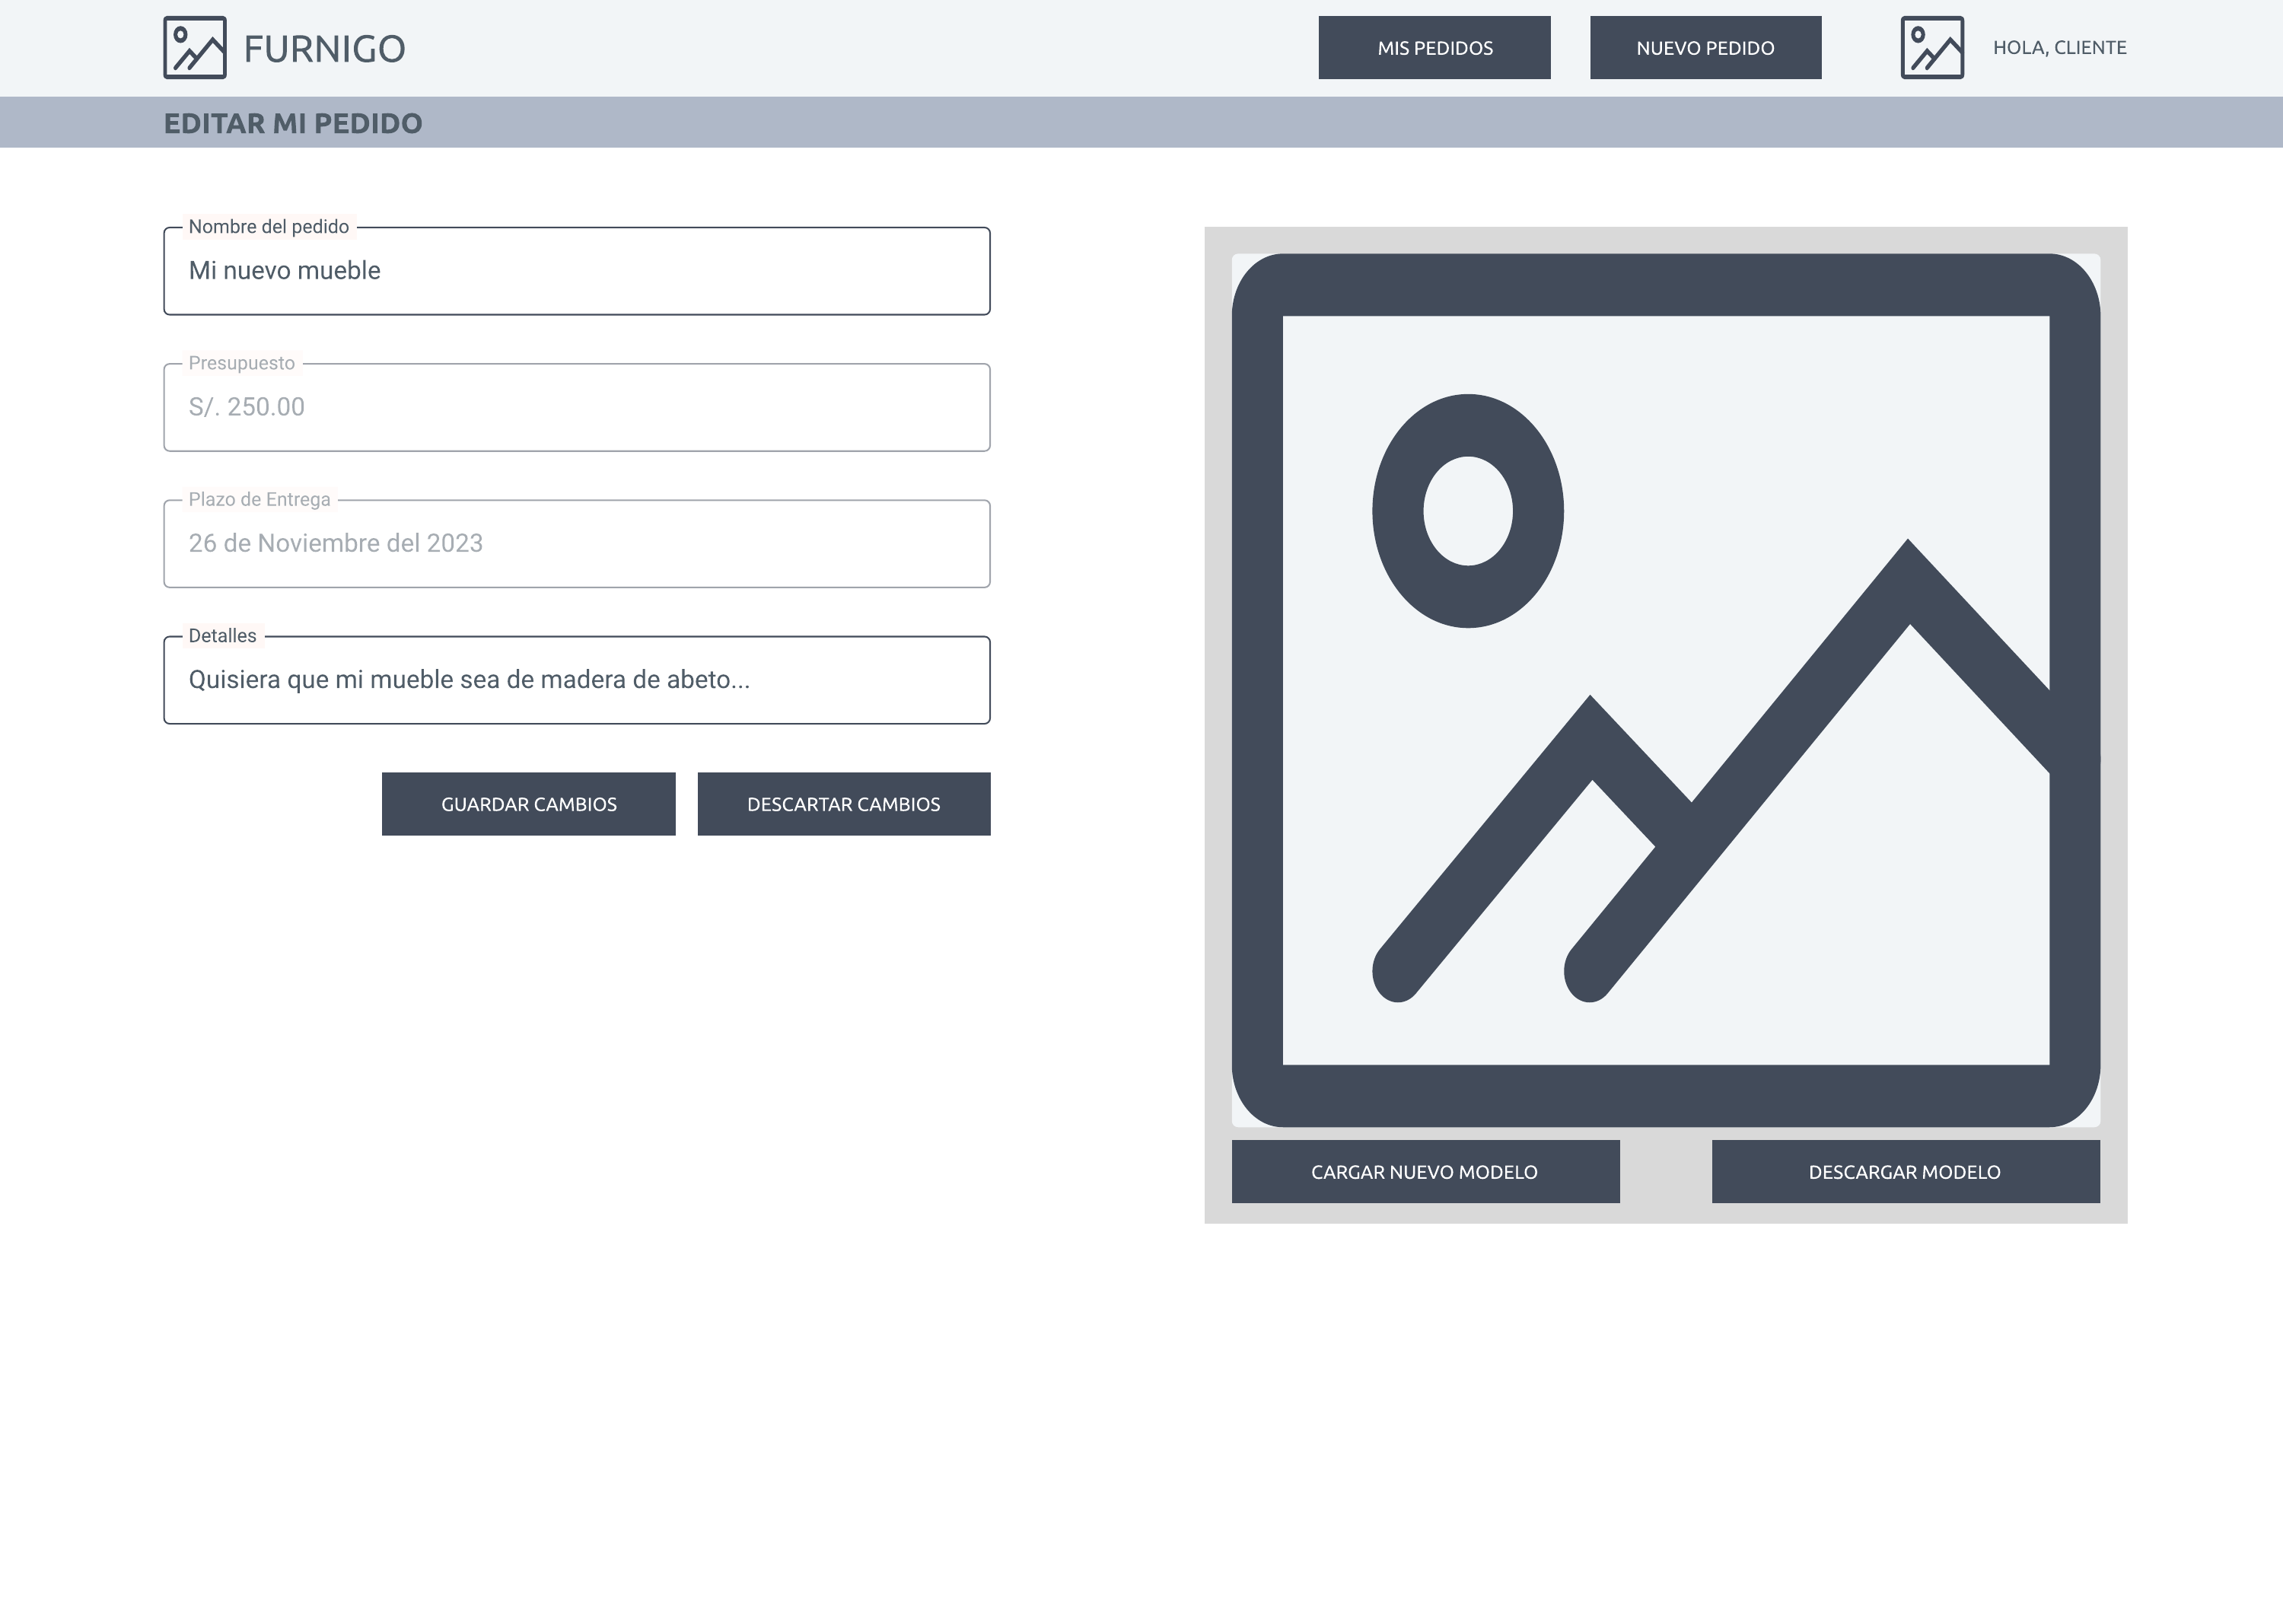 FURNIGO
MIS PEDIDOS
NUEVO PEDIDO
HOLA, CLIENTE
EDITAR MI PEDIDO
Nombre del pedido
Mi nuevo mueble
Presupuesto
S/. 250.00
Plazo de Entrega
26 de Noviembre del 2023
Detalles
Quisiera que mi mueble sea de madera de abeto...
GUARDAR CAMBIOS
DESCARTAR CAMBIOS
CARGAR NUEVO MODELO
DESCARGAR MODELO